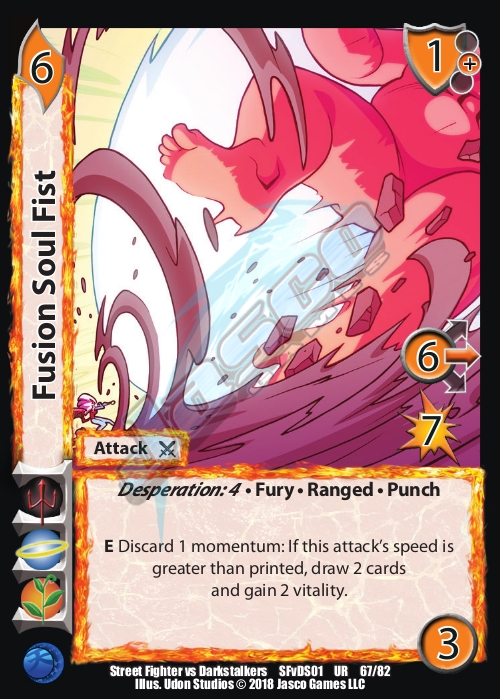 6
1
+
Fusion Soul Fist
6
7
Attack
Desperation: 4 • Fury • Ranged • Punch
E Discard 1 momentum: If this attack's speed is
greater than printed, draw 2 cards
and gain 2 vitality.
3
Street Fighter vs Darkstalkers SFvDS01 UR 67/82
Illus. Udon Studios © 2018 Jasco Games LLC